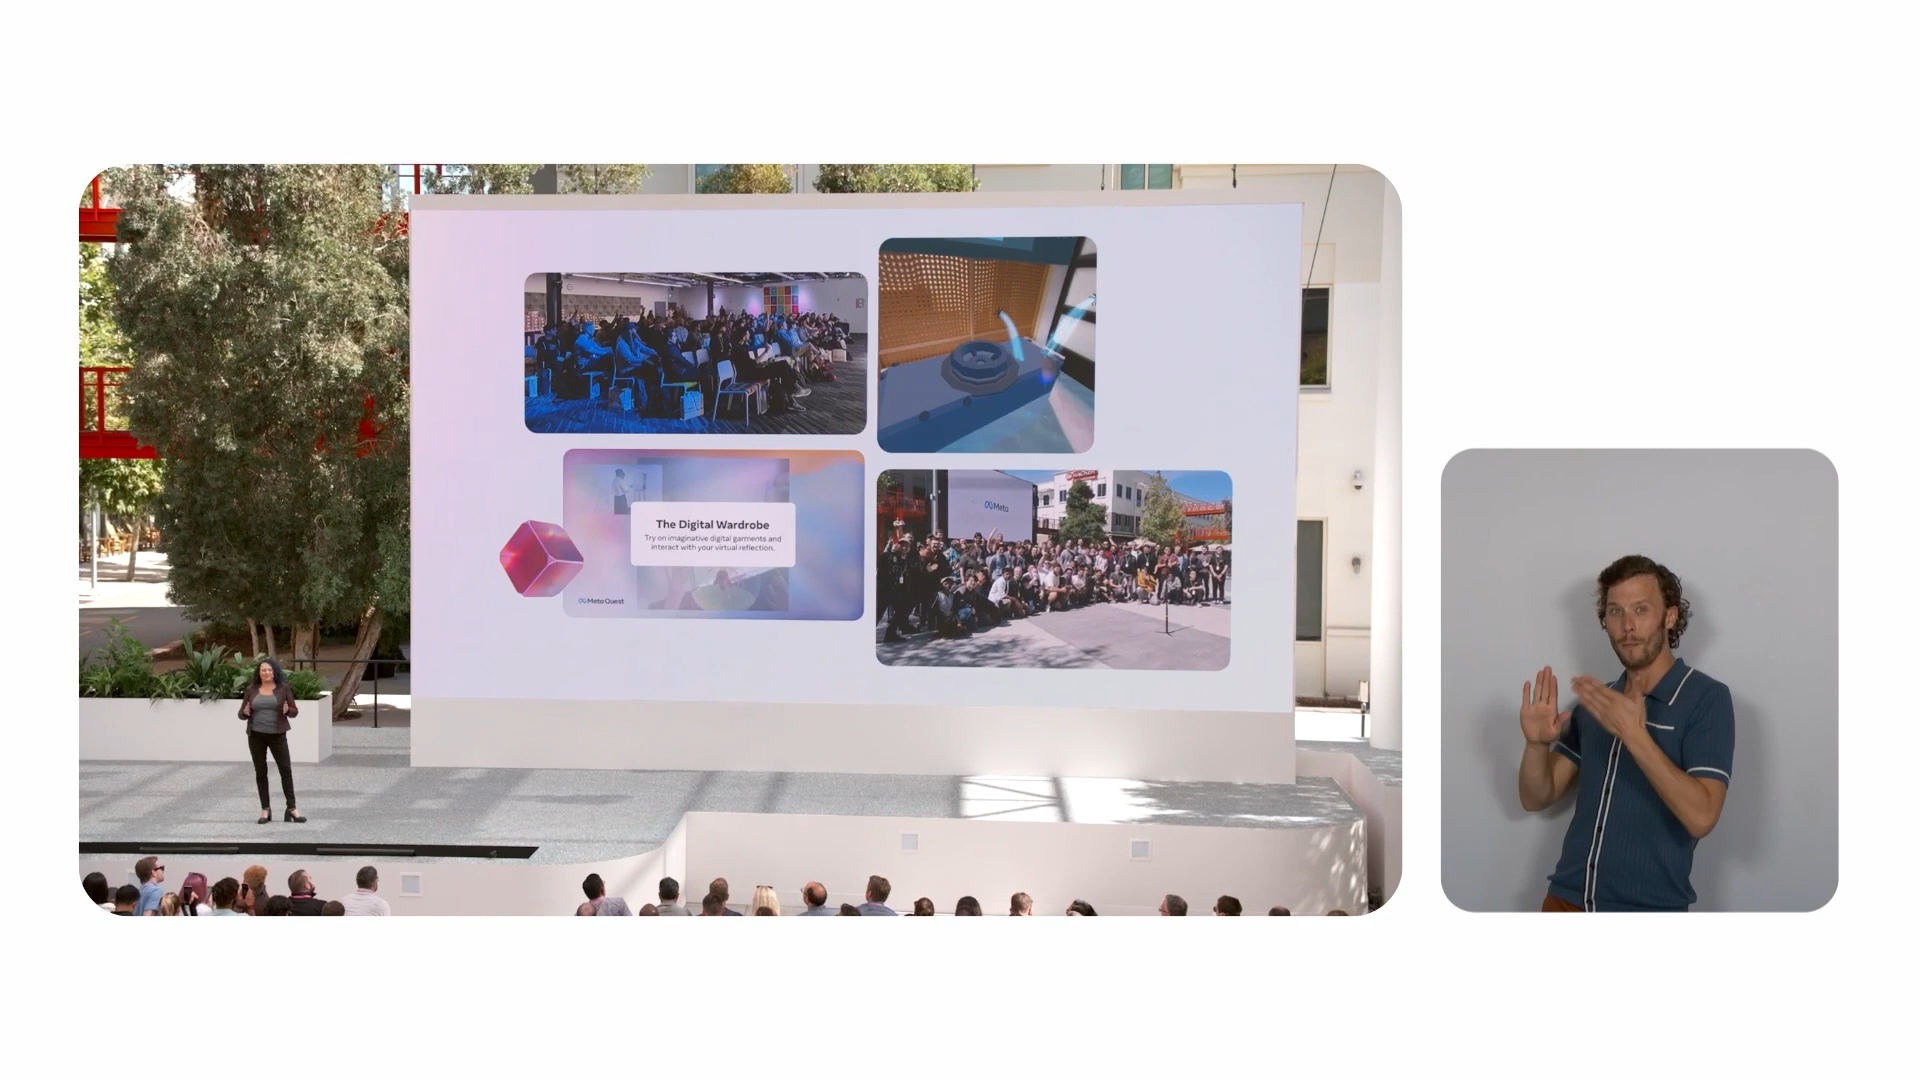 The Digital Wardrobe
Try on imaginative digital garments and
interact with your virtual reflection.
Meta Quest
Meta